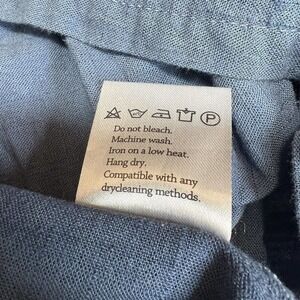 P
Do not bleach.
Machine wash.
Iron on a low heat.
Hang dry.
Compatible with any
drycleaning methods.